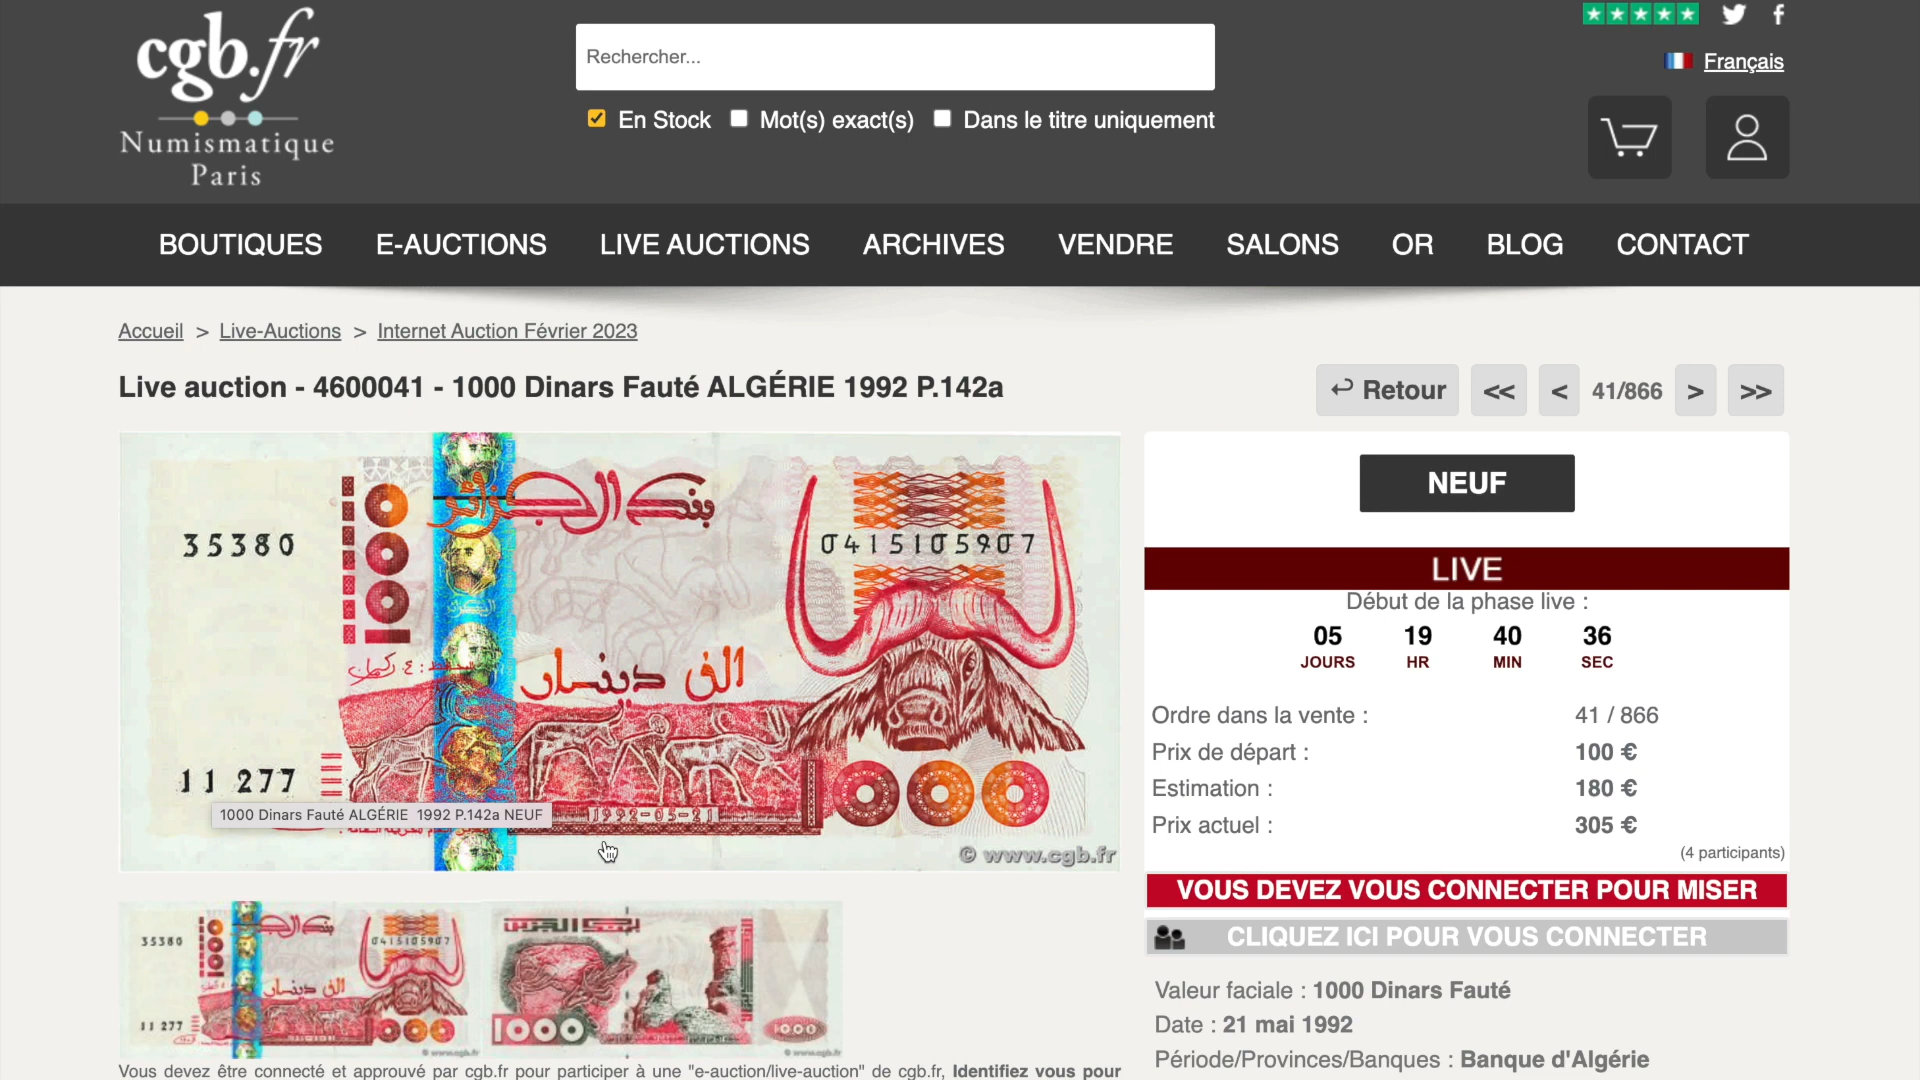 cgb.fr
Numismatique
Paris
Rechercher...
En Stock Mot(s) exact(s) Dans le titre uniquement
Français
BOUTIQUES E-AUCTIONS LIVE AUCTIONS ARCHIVES VENDRE SALONS OR BLOG CONTACT
Accueil > Live-Auctions > Internet Auction Février 2023
Live auction - 4600041 - 1000 Dinars Fauté ALGÉRIE 1992 P.142a
Retour << < 41/866 > >>
بنك الجزائر
35380
0415105907
1000
ألف دينار
11 277
1000
1992-05-21
1000 Dinars Fauté ALGÉRIE 1992 P.142a NEUF
© www.cgb.fr
NEUF
LIVE
Début de la phase live :
05 19 40 36
JOURS HR MIN SEC
Ordre dans la vente : 41 / 866
Prix de départ : 100 €
Estimation : 180 €
Prix actuel : 305 €
(4 participants)
VOUS DEVEZ VOUS CONNECTER POUR MISER
CLIQUEZ ICI POUR VOUS CONNECTER
Valeur faciale : 1000 Dinars Fauté
Date : 21 mai 1992
Période/Provinces/Banques : Banque d'Algérie
35380
0415105907
11 277
1000
1000
Vous devez être connecté et approuvé par cgb.fr pour participer à une "e-auction/live-auction" de cgb.fr, Identifiez vous pour